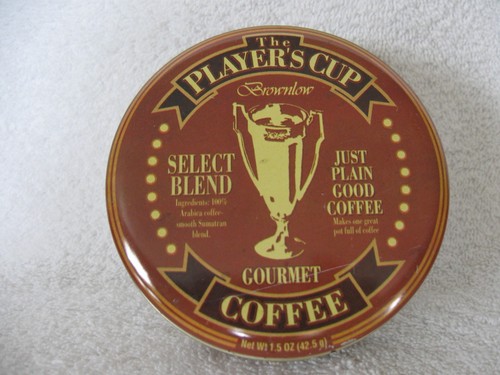 The
PLAYER'S CUP
Brownlow
SELECT
BLEND
Ingredients: 100%
Arabica coffee-
smooth Sumatran
blend.
JUST
PLAIN
GOOD
COFFEE
Makes one great
pot full of coffee
GOURMET
COFFEE
Net Wt 1.5 OZ (42.5 g)